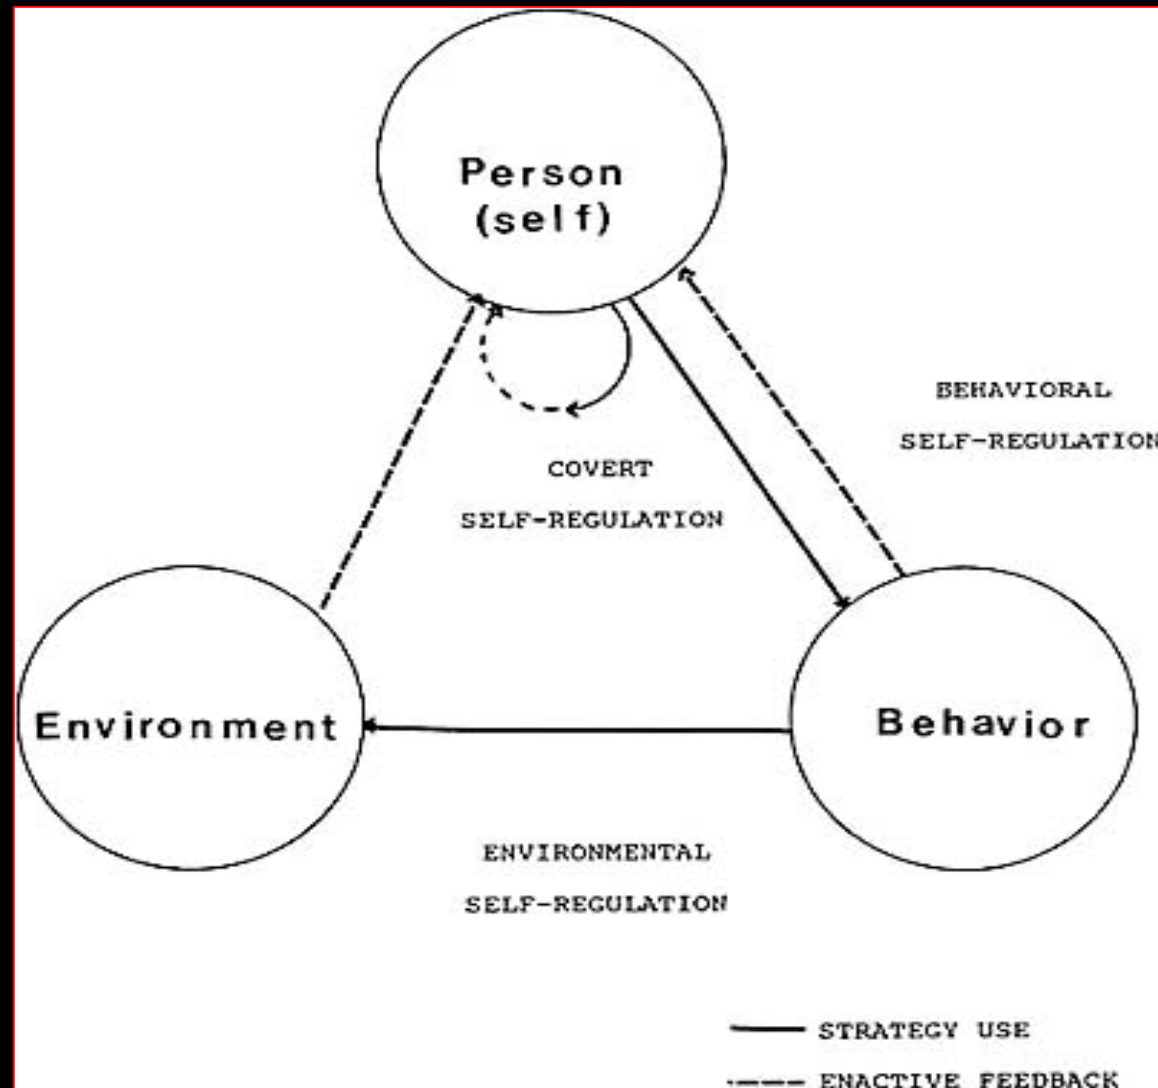 Person
(self)
BEHAVIORAL
SELF-REGULATION
COVERT
SELF-REGULATION
Environment
Behavior
ENVIRONMENTAL
SELF-REGULATION
STRATEGY USE
ENACTIVE FEEDBACK